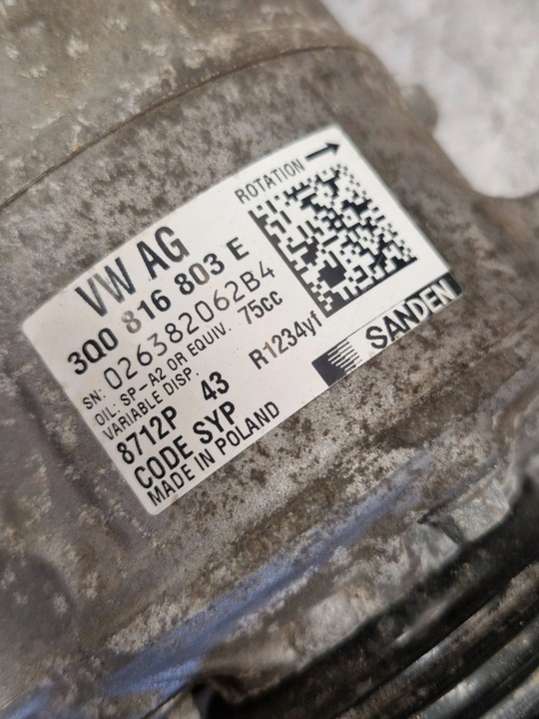 ROTATION →
VW AG
3Q0 816 803 E
SN: 026382062B4
OIL: SP-A2 OR EQUIV. 75cc
VARIABLE DISP.
8712P 43 R1234yf
CODE SYP SANDEN
MADE IN POLAND